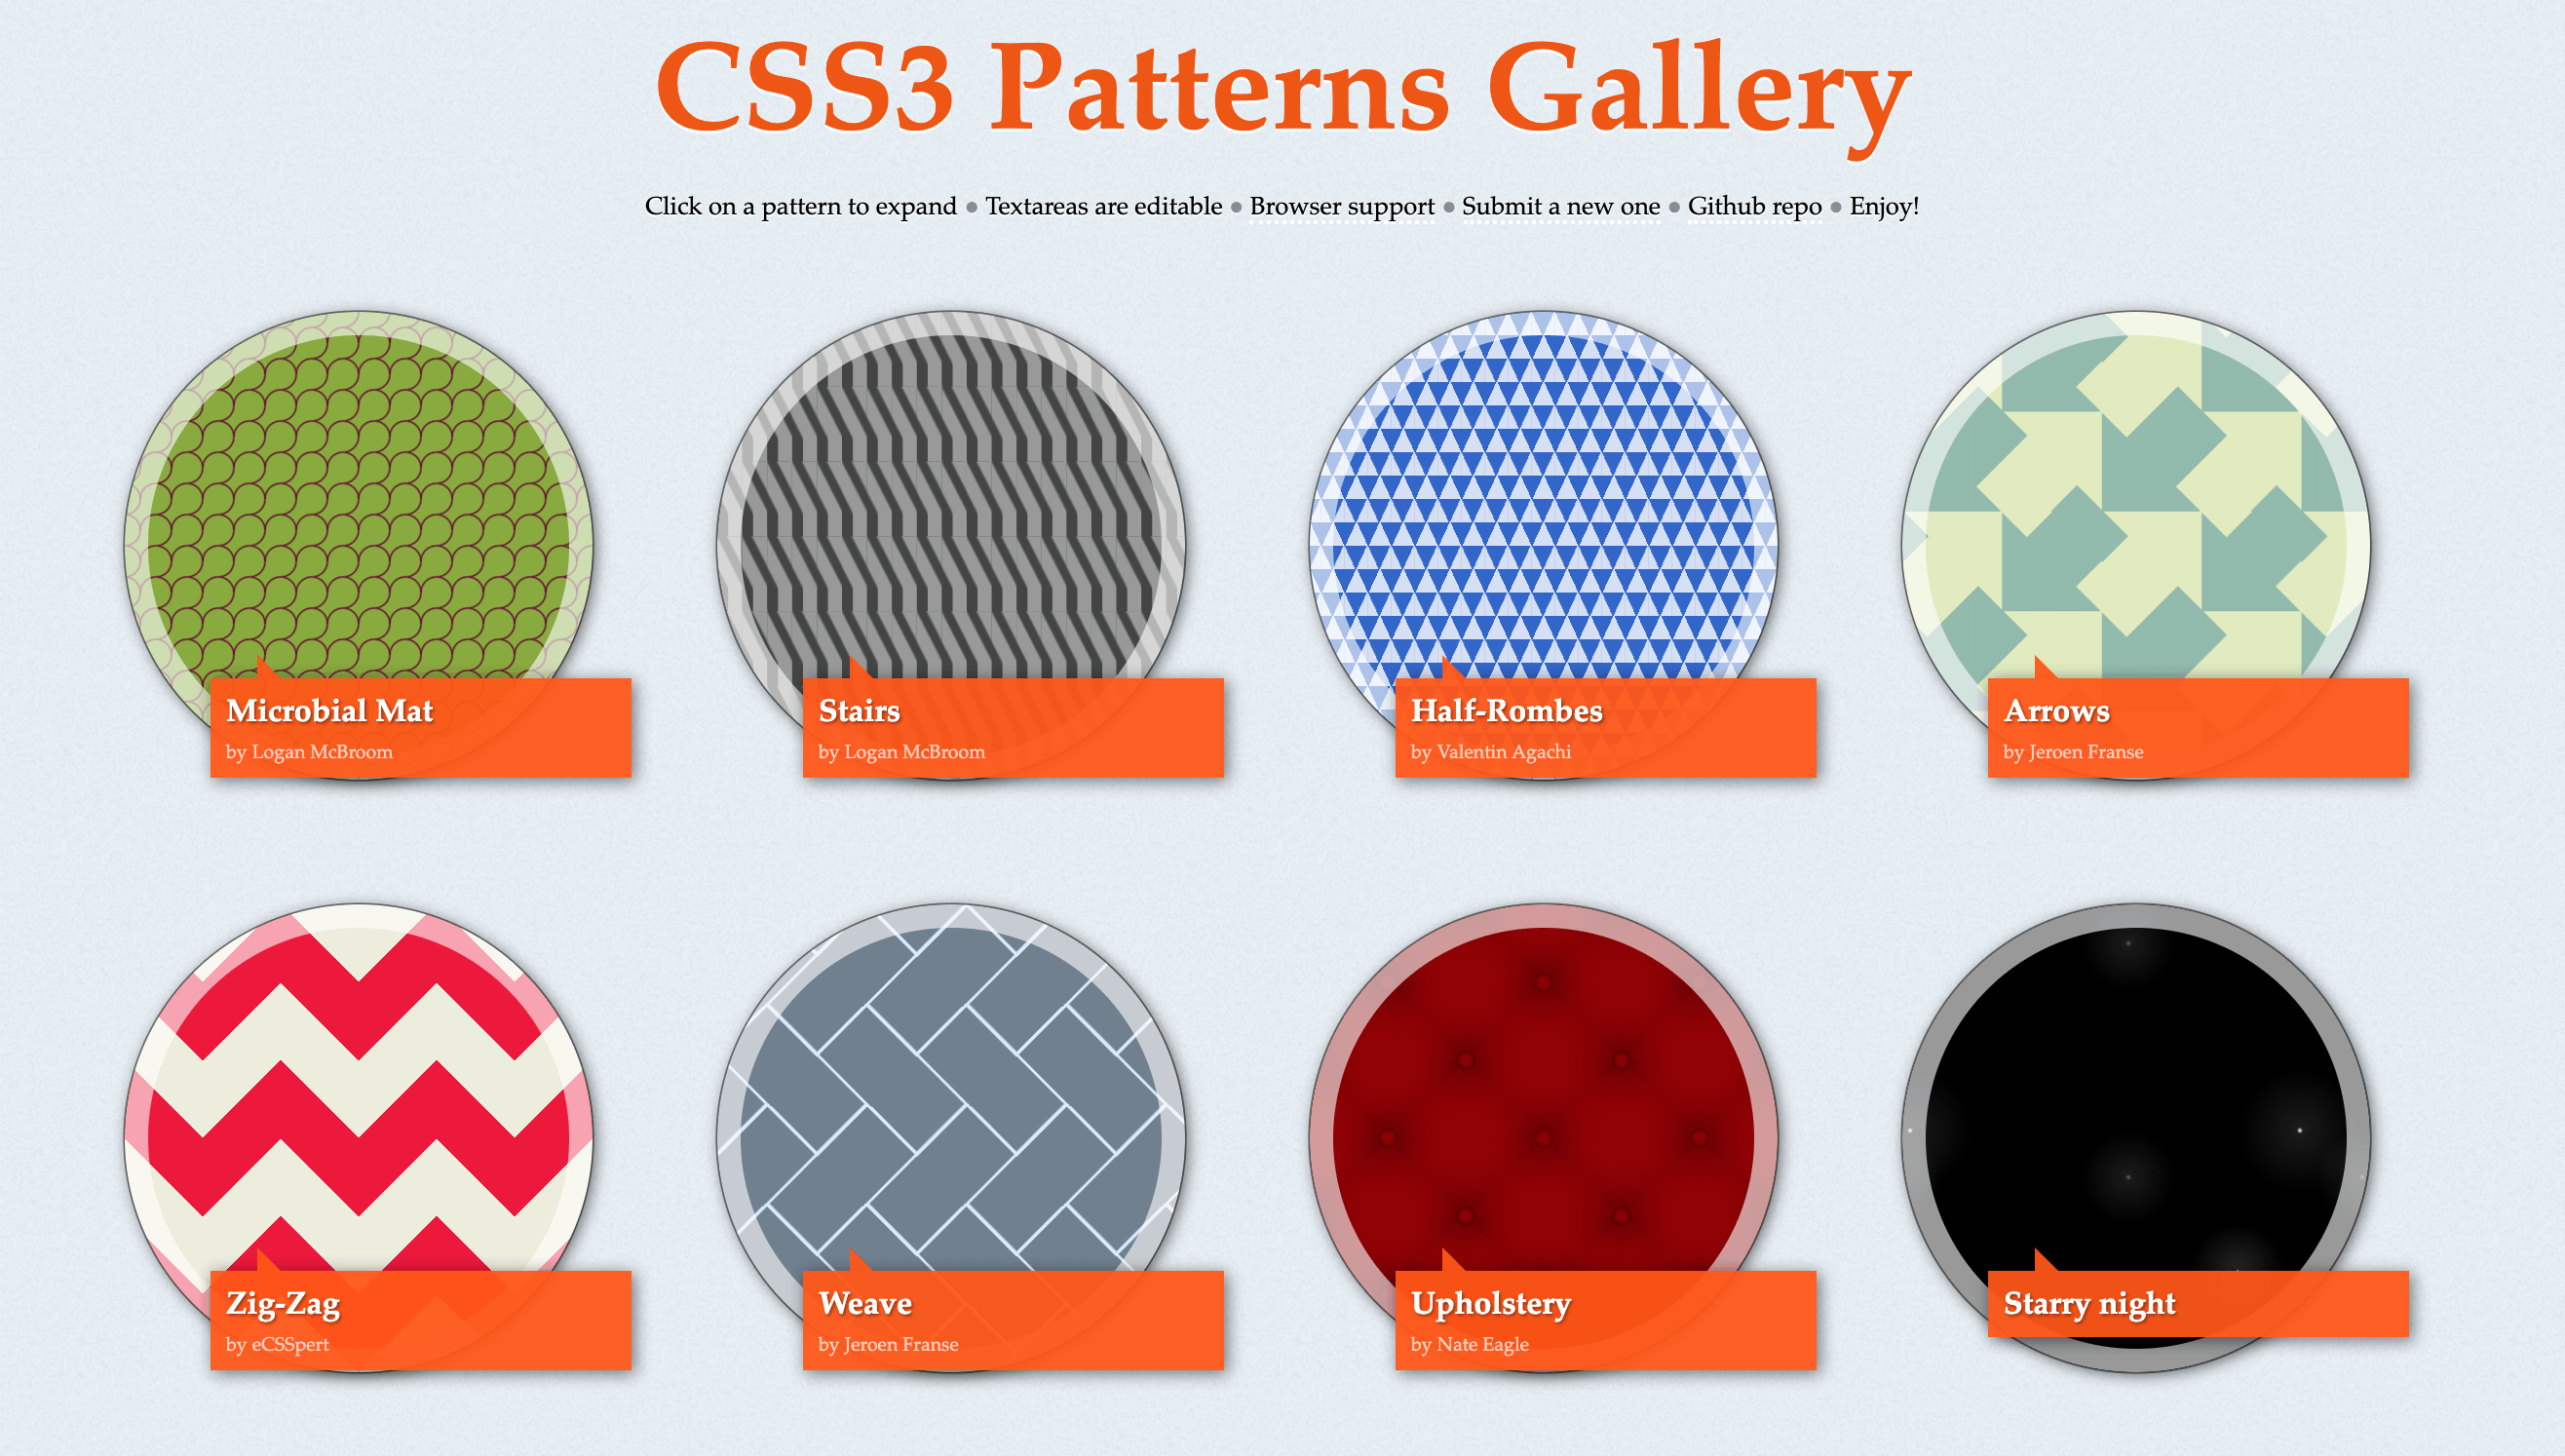 CSS3 Patterns Gallery
Click on a pattern to expand • Textareas are editable • Browser support • Submit a new one • Github repo • Enjoy!
Microbial Mat
by Logan McBroom
Stairs
by Logan McBroom
Half-Rombes
by Valentin Agachi
Arrows
by Jeroen Franse
Zig-Zag
by eCSSpert
Weave
by Jeroen Franse
Upholstery
by Nate Eagle
Starry night